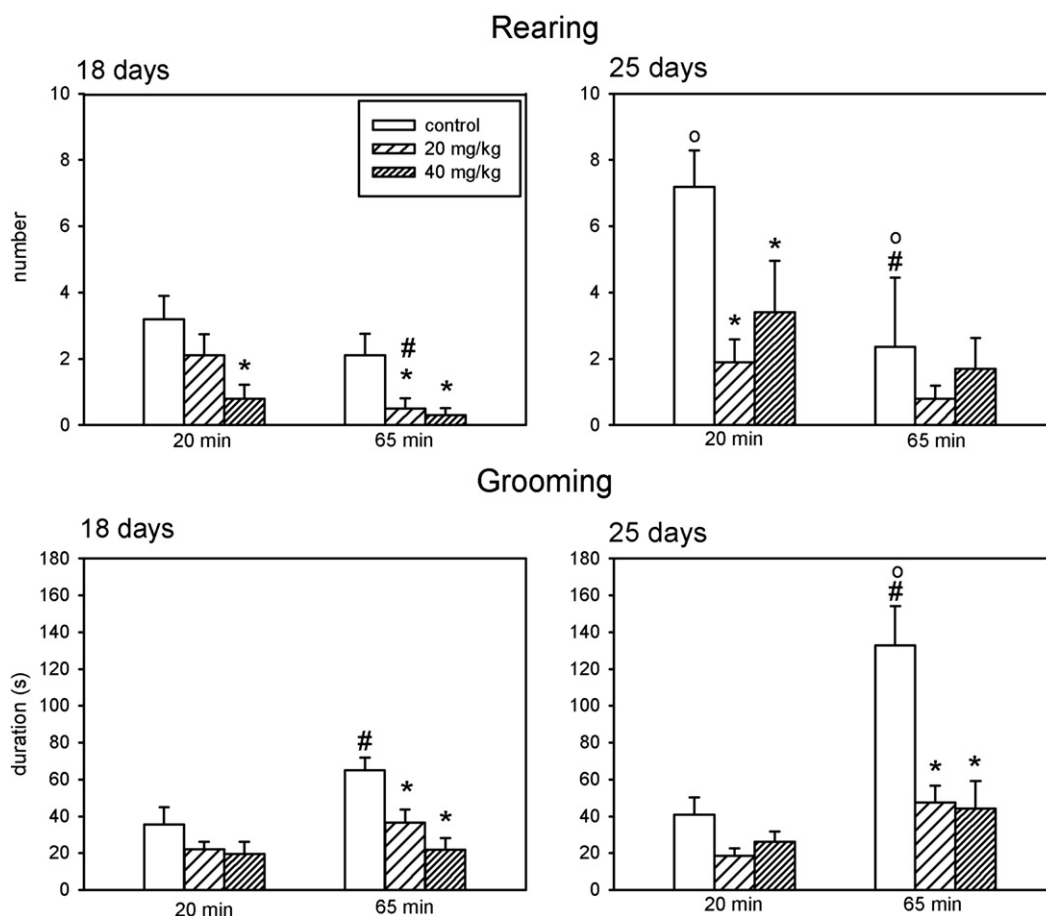 Rearing
18 days
25 days
10
8
6
4
2
0
number
control
20 mg/kg
40 mg/kg
*
#
*
*
20 min
65 min
10
8
6
4
2
0
o
*
*
o
#
20 min
65 min
Grooming
18 days
25 days
180
160
140
120
100
80
60
40
20
0
duration (s)
#
*
*
20 min
65 min
180
160
140
120
100
80
60
40
20
0
o
#
*
*
20 min
65 min